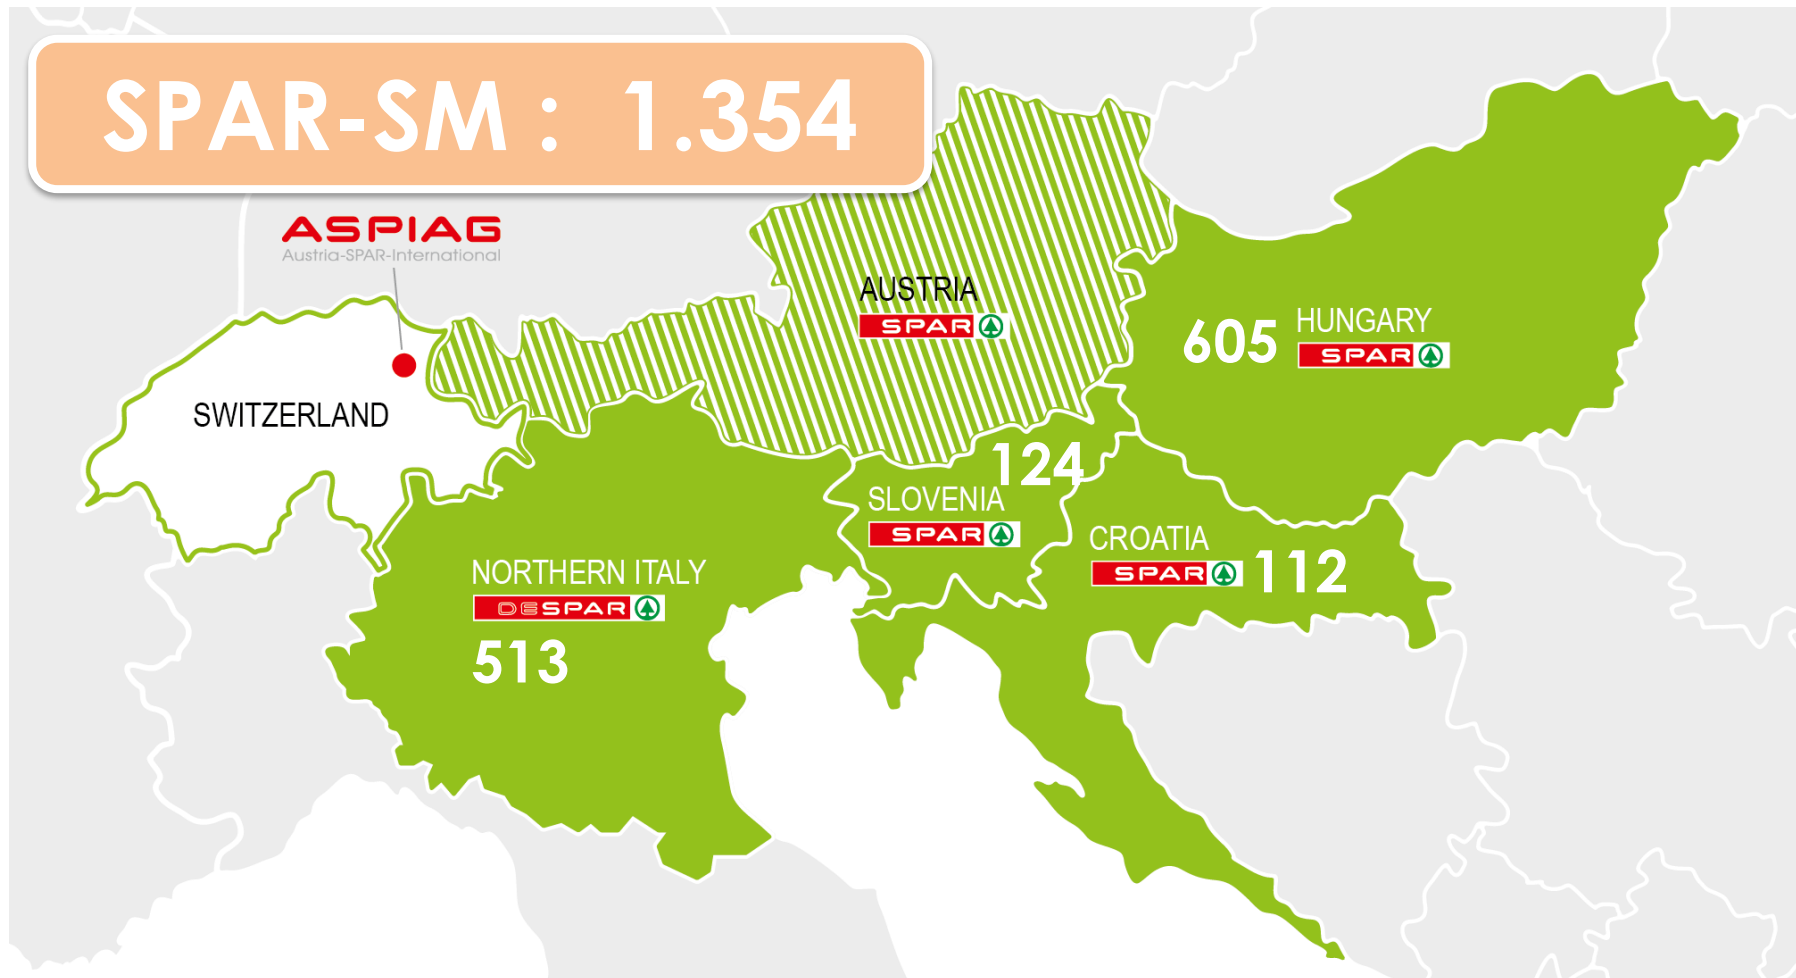 SPAR-SM : 1.354
ASPIAG
Austria-SPAR-International
AUSTRIA
SPAR
605 HUNGARY
SPAR
SWITZERLAND
124
SLOVENIA
SPAR
CROATIA
SPAR 112
NORTHERN ITALY
DESPAR
513